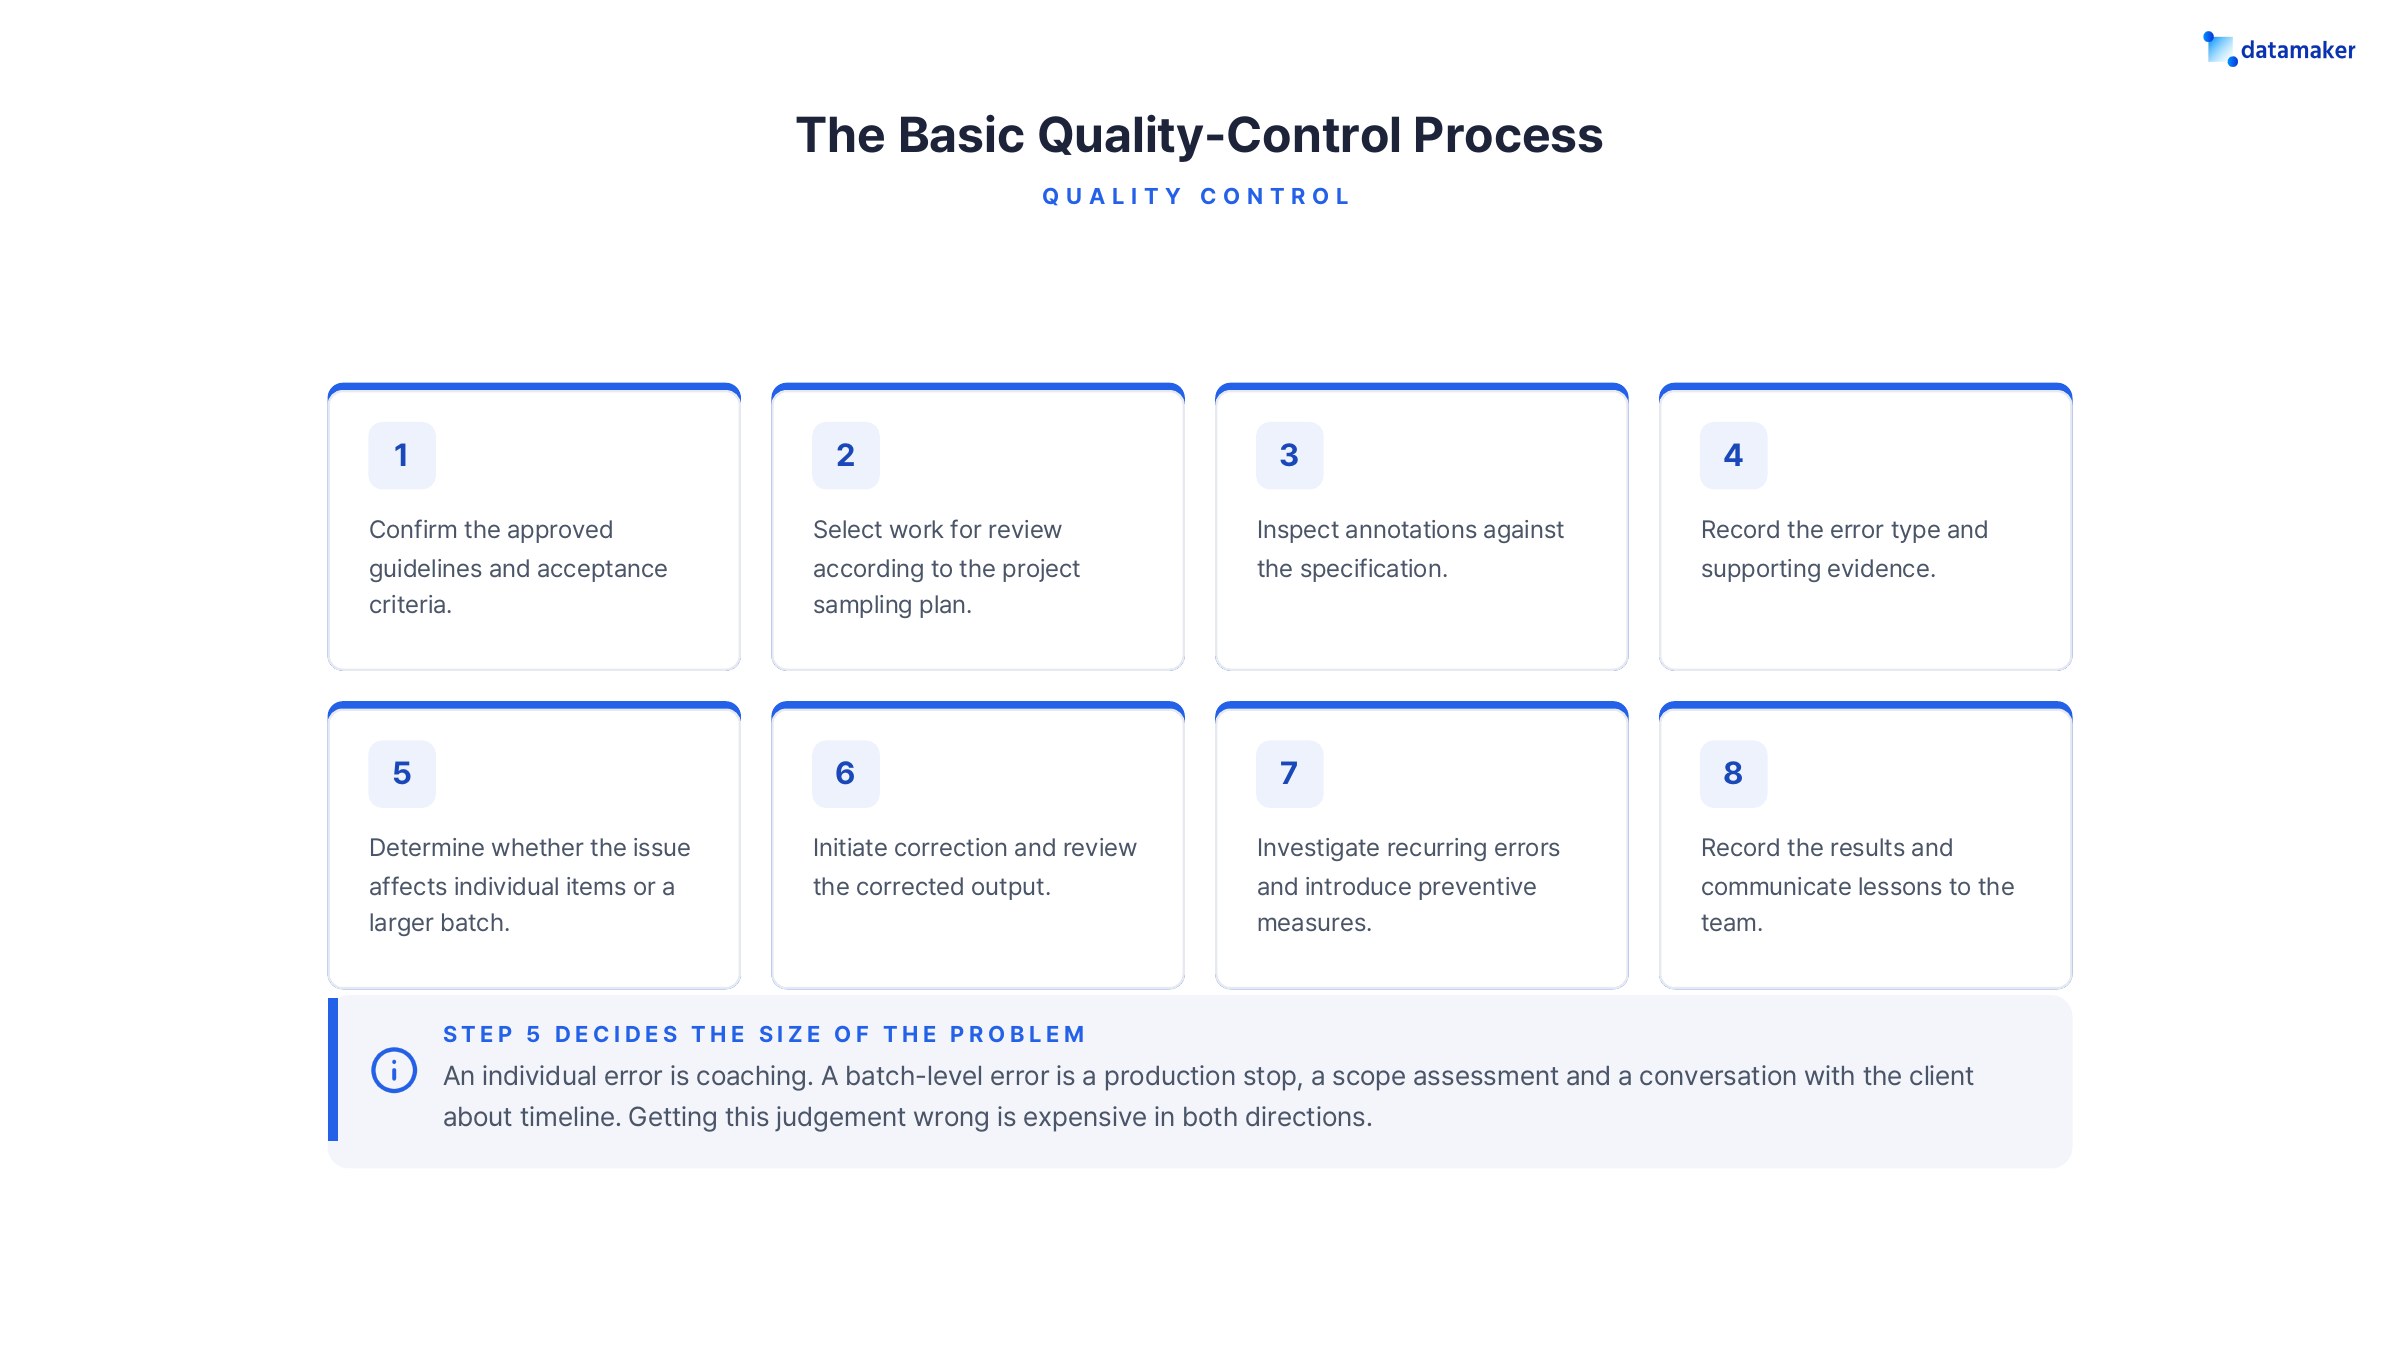 datamaker
The Basic Quality-Control Process
QUALITY CONTROL
1
Confirm the approved
guidelines and acceptance
criteria.
2
Select work for review
according to the project
sampling plan.
3
Inspect annotations against
the specification.
4
Record the error type and
supporting evidence.
5
Determine whether the issue
affects individual items or a
larger batch.
6
Initiate correction and review
the corrected output.
7
Investigate recurring errors
and introduce preventive
measures.
8
Record the results and
communicate lessons to the
team.
STEP 5 DECIDES THE SIZE OF THE PROBLEM
An individual error is coaching. A batch-level error is a production stop, a scope assessment and a conversation with the client
about timeline. Getting this judgement wrong is expensive in both directions.